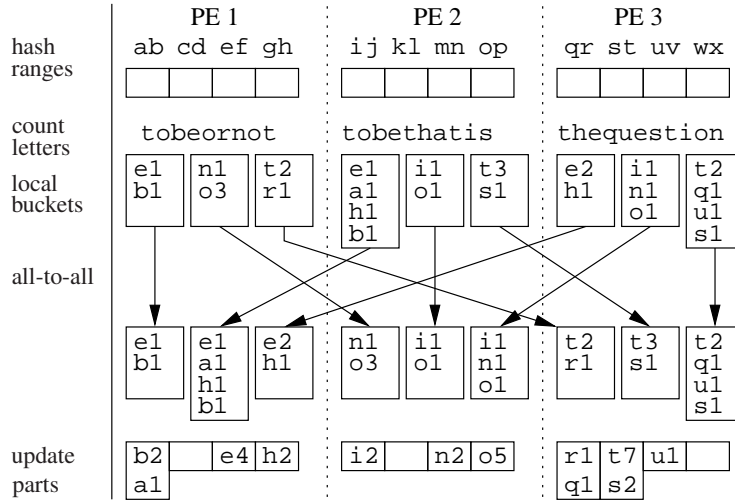 PE 1 PE 2 PE 3
hash ranges ab cd ef gh ij kl mn op qr st uv wx
count letters tobeornot tobethatis thequestion
local buckets
e1 n1 t2 e1 i1 t3 e2 i1 t2
b1 o3 r1 a1 o1 s1 h1 n1 q1
h1 o1 u1
b1 s1
all-to-all
e1 e1 e2 n1 i1 i1 t2 t3 t2
b1 a1 h1 o3 o1 n1 r1 s1 q1
h1 o1 u1
b1 s1
update b2 e4 h2 i2 n2 o5 r1 t7 u1
parts a1 q1 s2